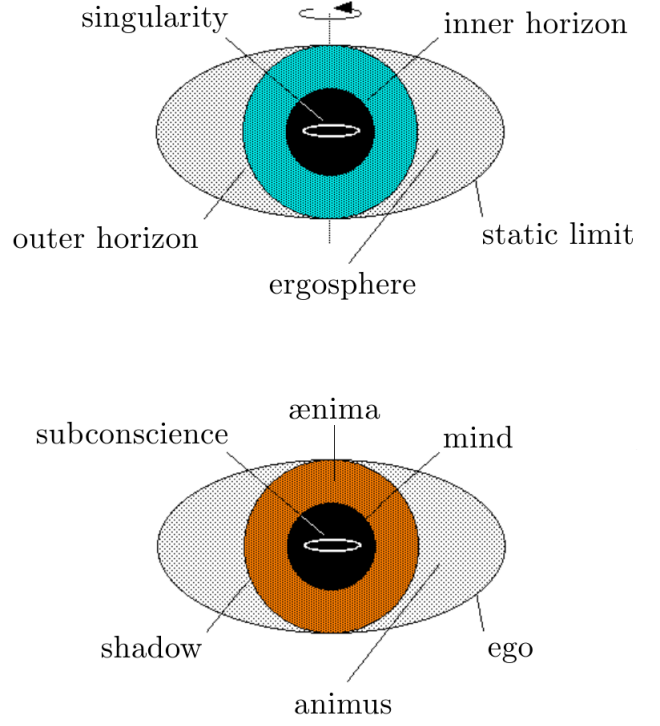 singularity
inner horizon
outer horizon
static limit
ergosphere
ænima
subconscience
mind
shadow
ego
animus